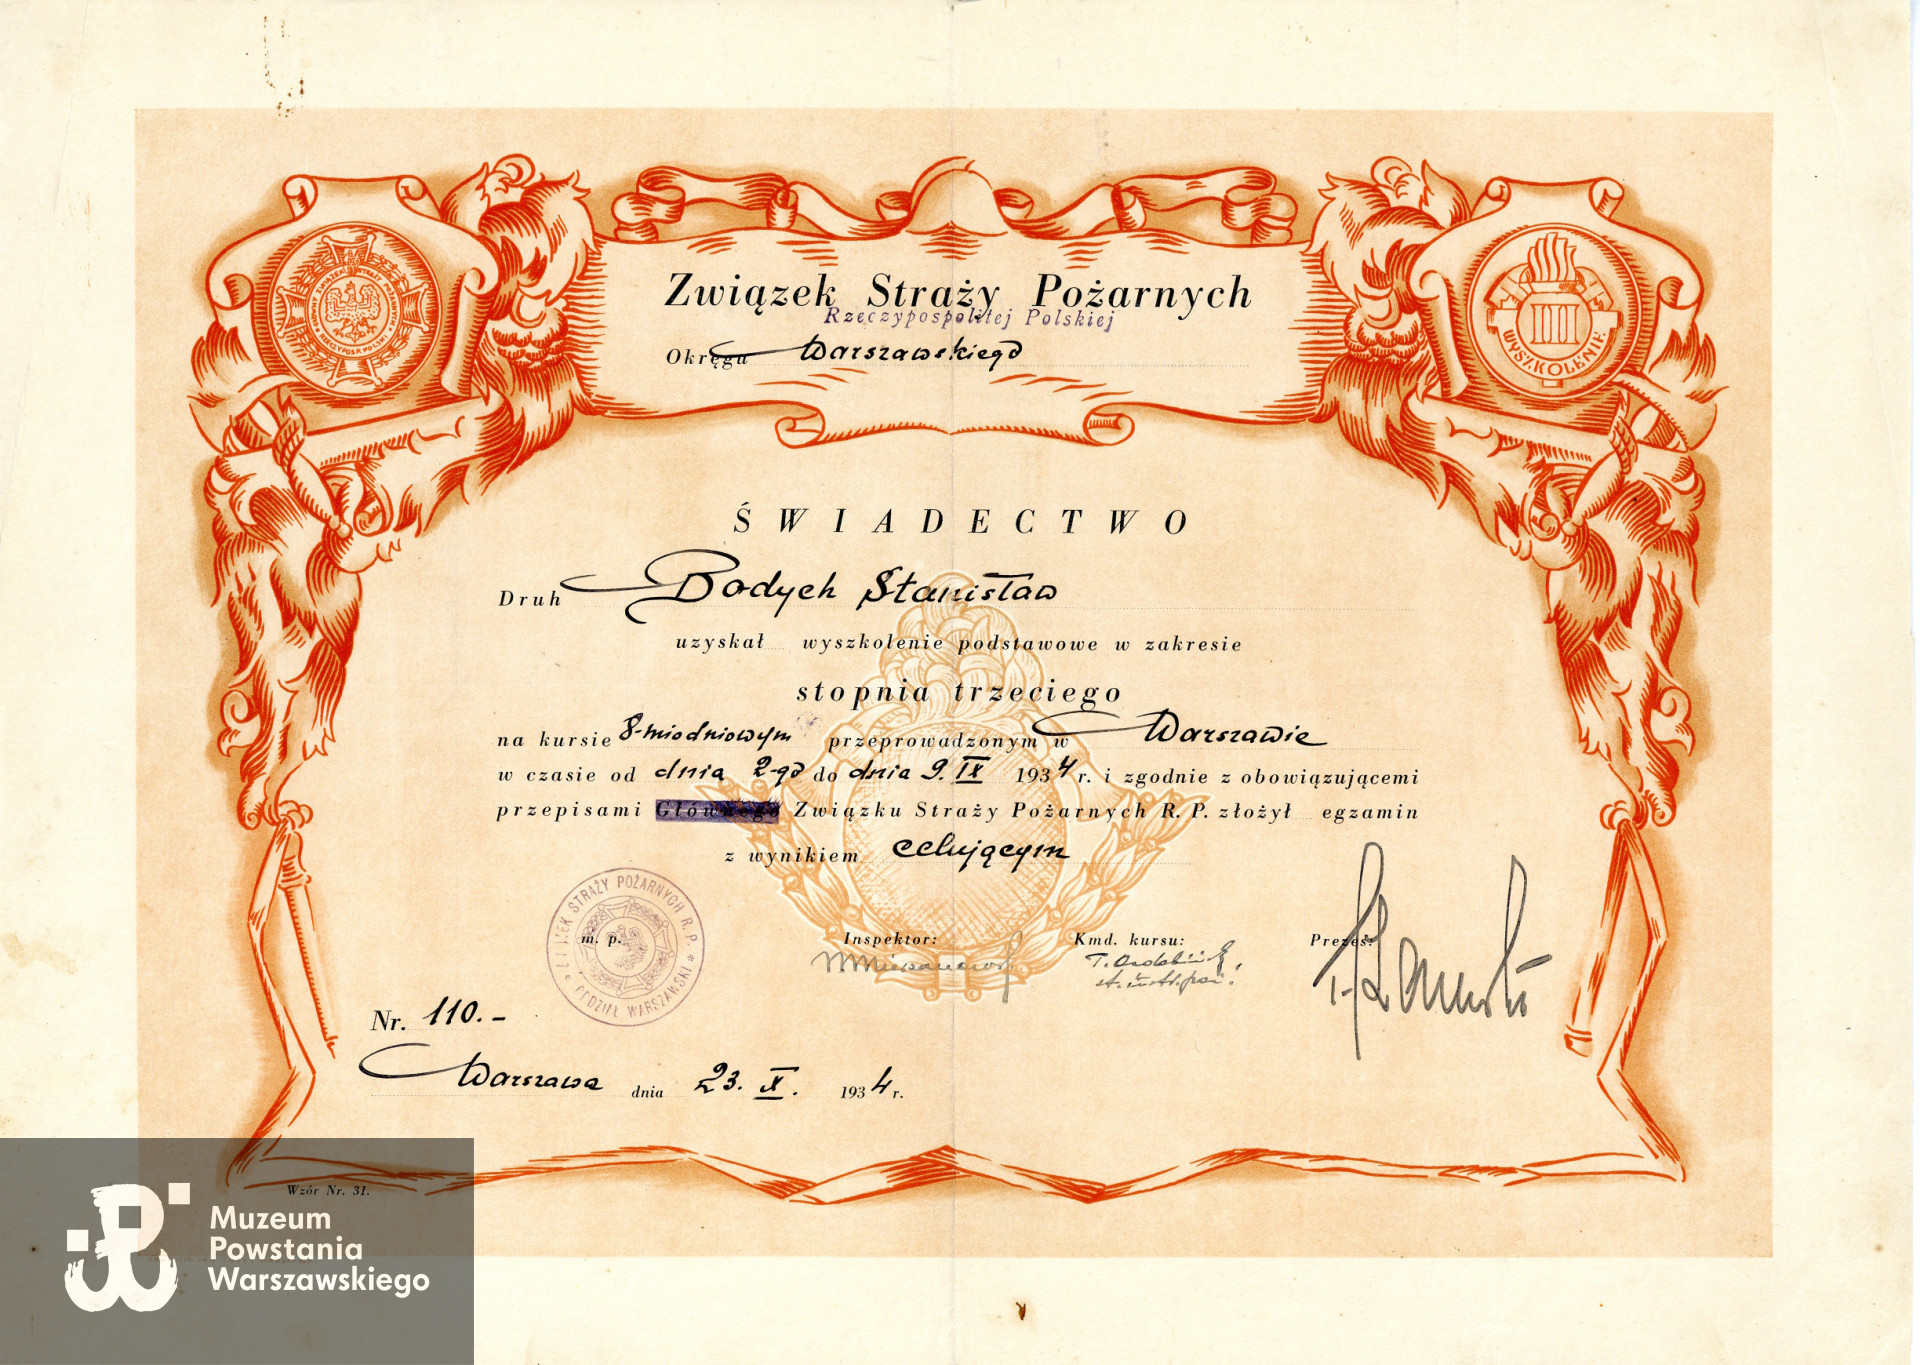 Związek Straży Pożarnych
Rzeczypospolitej Polskiej
Okręgu Warszawskiego
WYSZKOLENIE
ŚWIADECTWO
Druh Bodych Stanisław
uzyskał wyszkolenie podstawowe w zakresie
stopnia trzeciego
na kursie 8-miodniowym przeprowadzonym w Warszawie
w czasie od dnia 2-go do dnia 9. IX 1934 r. i zgodnie z obowiązującemi
przepisami Głównego Związku Straży Pożarnych R. P. złożył egzamin
z wynikiem celującym
ZWIĄZEK STRAŻY POŻARNYCH R. P. * ODDZIAŁ WARSZAWSKI *
m. p.
Inspektor: Kmd. kursu: Prezes:
Nr. 110.-
Warszawa dnia 23. X. 1934 r.
Wzór Nr. 31.
Muzeum
Powstania
Warszawskiego